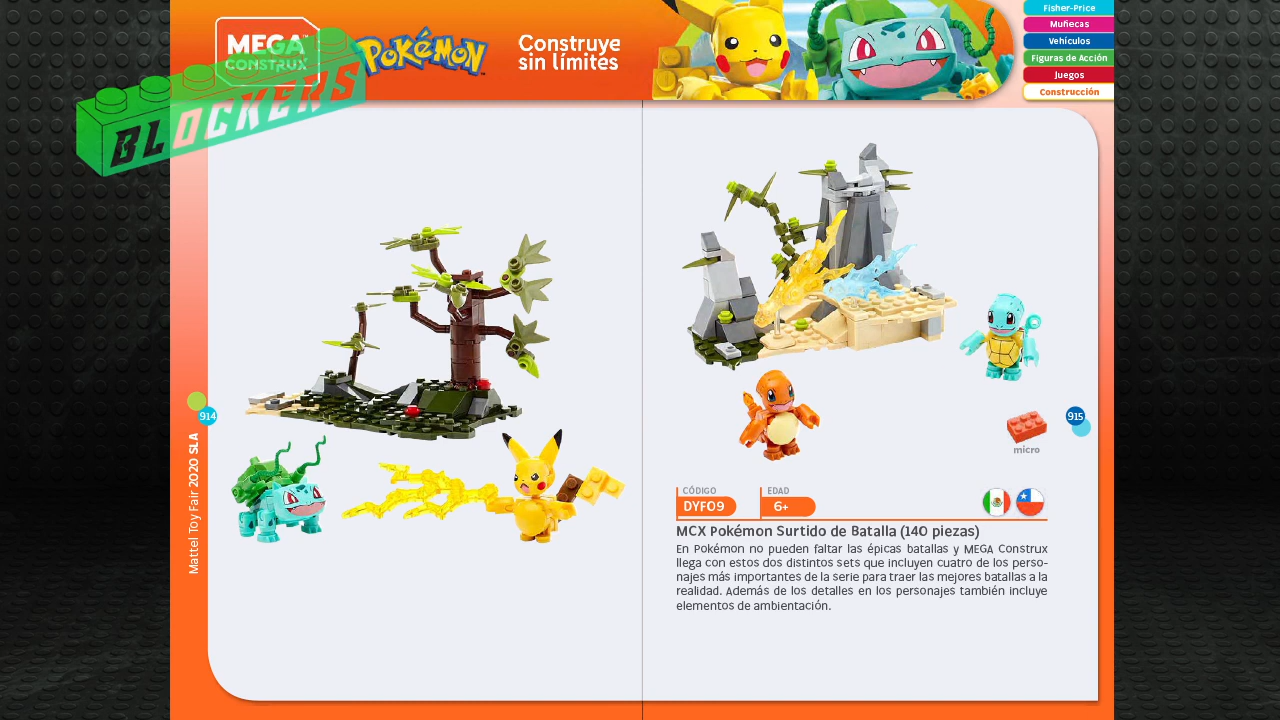 MEGA
CONSTRUX
BLOCKERS
POKÉMON
Construye
sin límites
Fisher-Price
Muñecas
Vehículos
Figuras de Acción
Juegos
Construcción
914
Mattel Toy Fair 2020 SLA
915
micro
CÓDIGO
DYF09
EDAD
6+
MCX Pokémon Surtido de Batalla (140 piezas)
En Pokémon no pueden faltar las épicas batallas y MEGA Construx
llega con estos dos distintos sets que incluyen cuatro de los perso-
najes más importantes de la serie para traer las mejores batallas a la
realidad. Además de los detalles en los personajes también incluye
elementos de ambientación.